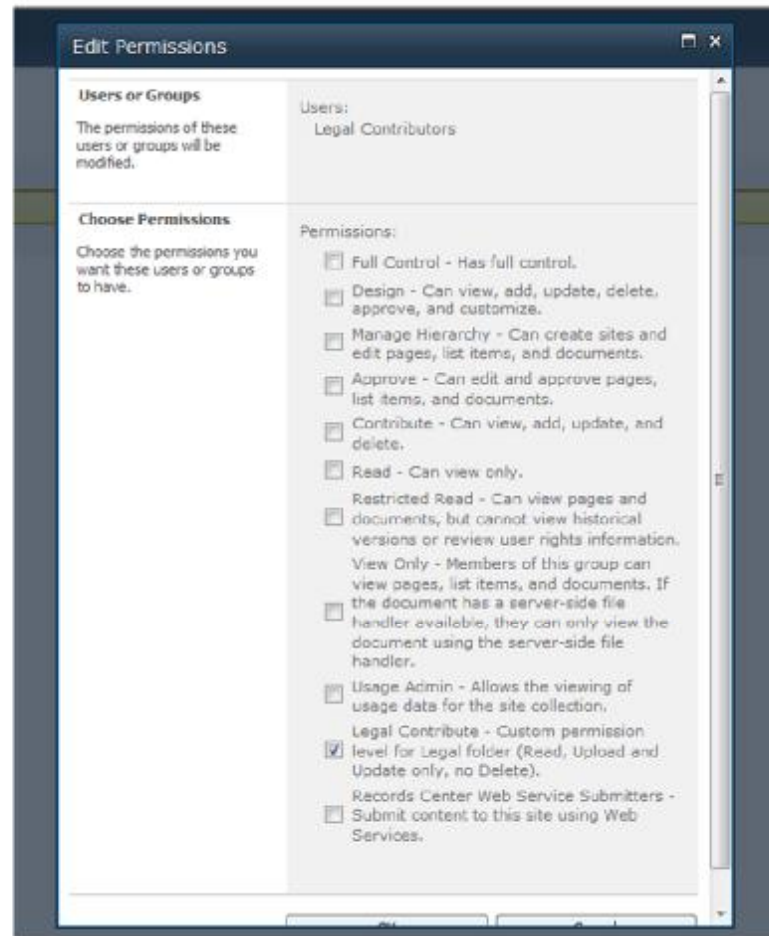 Edit Permissions
Users or Groups
The permissions of these
users or groups will be
modified.
Users:
Legal Contributors
Choose Permissions
Choose the permissions you
want these users or groups
to have.
Permissions:
Full Control - Has full control.
Design - Can view, add, update, delete,
approve, and customize.
Manage Hierarchy - Can create sites and
edit pages, list items, and documents.
Approve - Can edit and approve pages,
list items, and documents.
Contribute - Can view, add, update, and
delete.
Read - Can view only.
Restricted Read - Can view pages and
documents, but cannot view historical
versions or review user rights information.
View Only - Members of this group can
view pages, list items, and documents. If
the document has a server-side file
handler available, they can only view the
document using the server-side file
handler.
Usage Admin - Allows the viewing of
usage data for the site collection.
Legal Contribute - Custom permission
level for Legal folder (Read, Upload and
Update only, no Delete).
Records Center Web Service Submitters -
Submit content to this site using Web
Services.